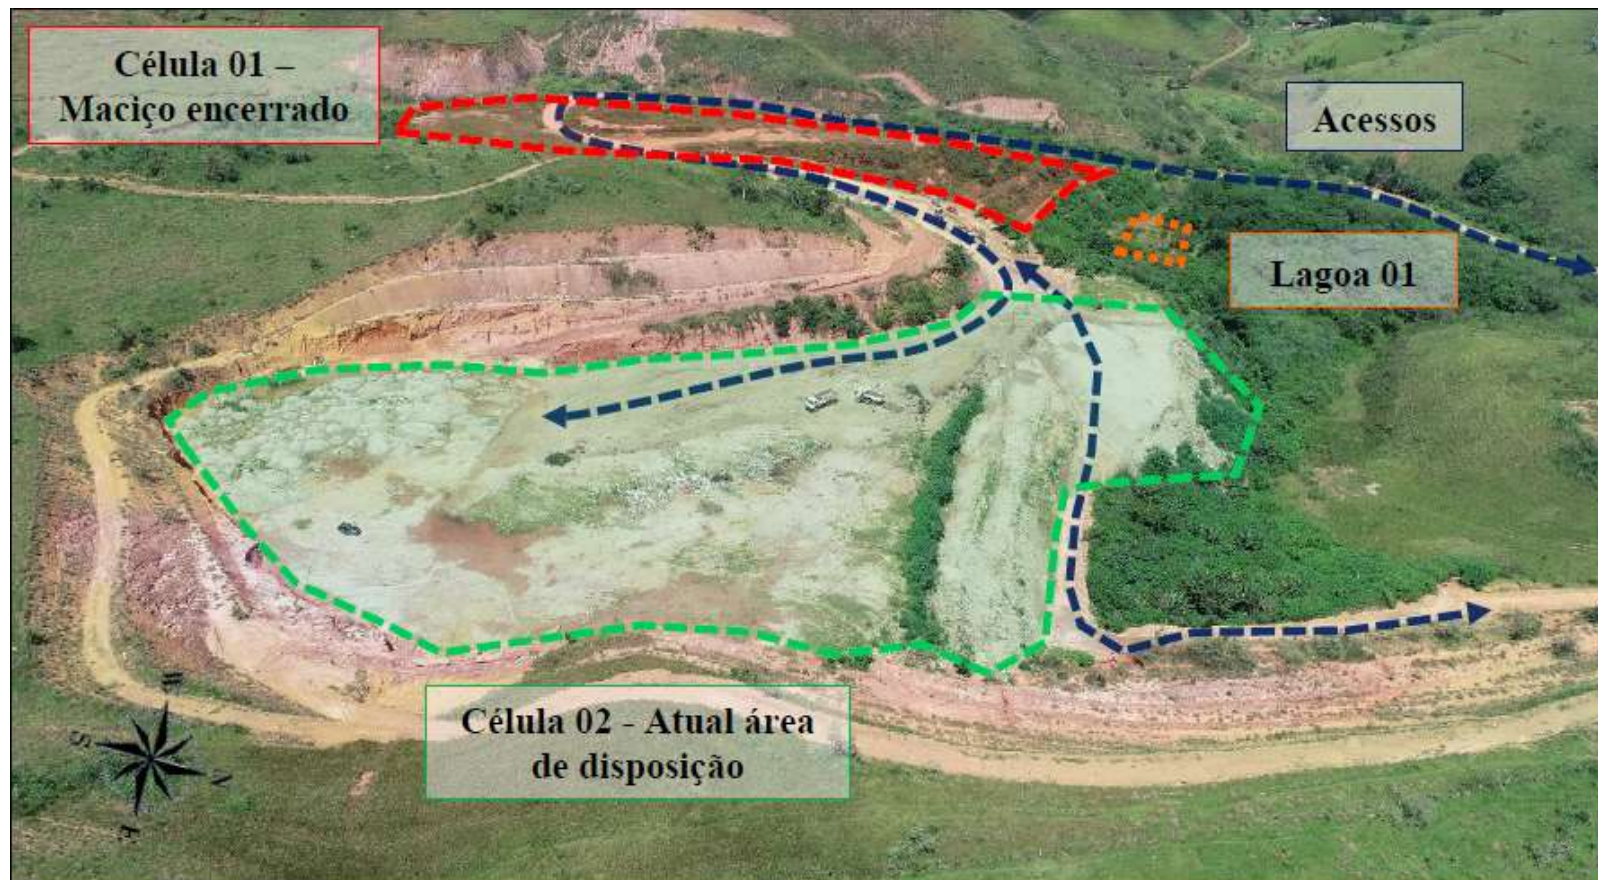 Célula 01 –
Maciço encerrado
Acessos
Lagoa 01
Célula 02 - Atual área
de disposição
S
N
E